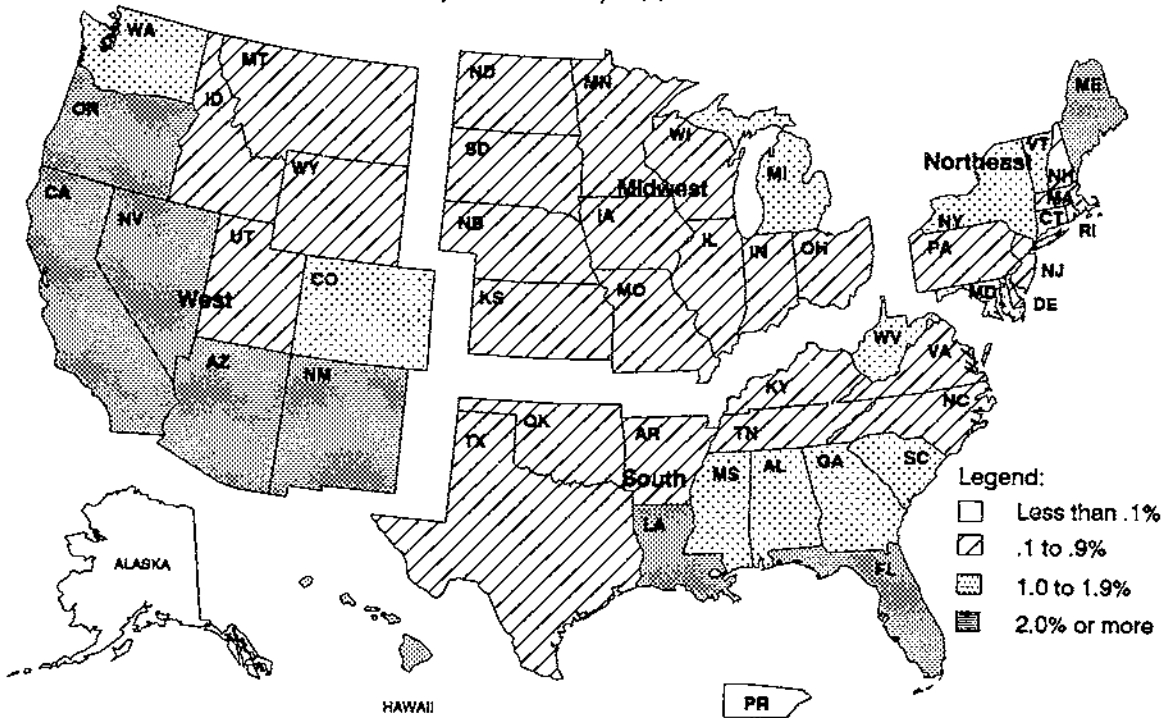 WA
MT
ND
MN
ME
OR
ID
VT
WI
SD
Northeast
NH
WY
Midwest
MI
MA
CA
NV
NB
IA
NY
CT
RI
UT
IL
IN
OH
PA
CO
NJ
West
KS
MO
MD
DE
WV
VA
AZ
NM
KY
NC
TX
OK
AR
TN
MS
AL
GA
SC
South
Legend:
LA
Less than .1%
.1 to .9%
ALASKA
FL
1.0 to 1.9%
2.0% or more
HAWAII
PR